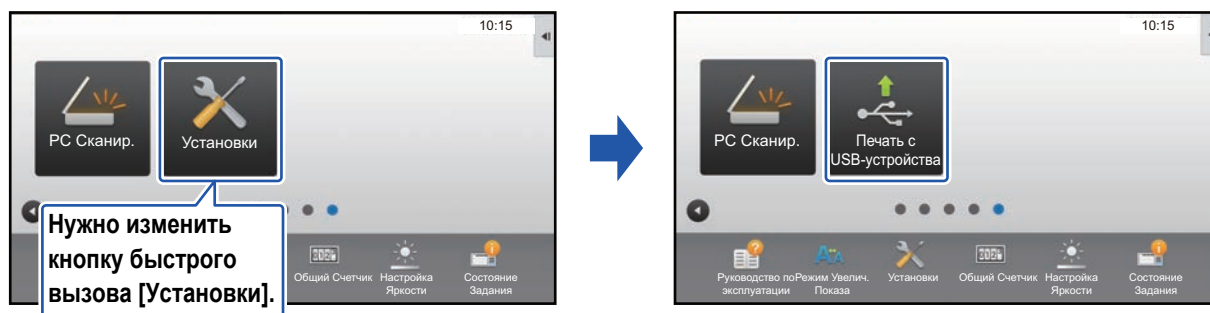 10:15
PC Сканир.
Установки
Нужно изменить
кнопку быстрого
вызова [Установки].
Общий Счетчик
Настройка
Яркости
Состояние
Задания
10:15
PC Сканир.
Печать с
USB-устройства
Руководство по
эксплуатации
Режим Увелич.
Показа
Установки
Общий Счетчик
Настройка
Яркости
Состояние
Задания